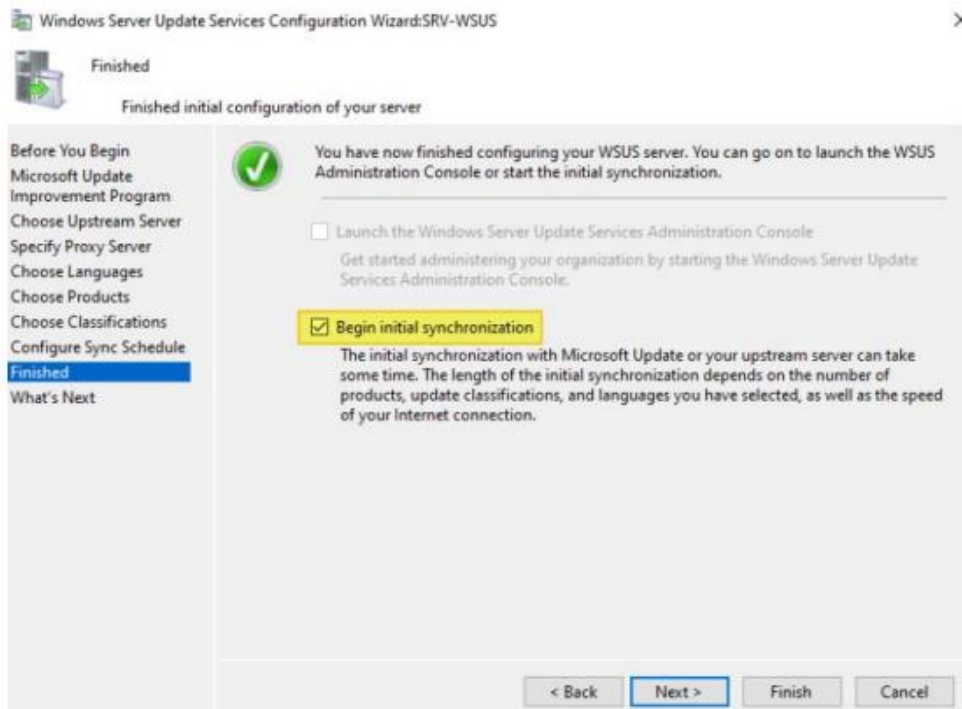 Windows Server Update Services Configuration Wizard:SRV-WSUS
Finished
Finished initial configuration of your server
Before You Begin
Microsoft Update
Improvement Program
Choose Upstream Server
Specify Proxy Server
Choose Languages
Choose Products
Choose Classifications
Configure Sync Schedule
Finished
What's Next
You have now finished configuring your WSUS server. You can go on to launch the WSUS
Administration Console or start the initial synchronization.
Launch the Windows Server Update Services Administration Console
Get started administering your organization by starting the Windows Server Update
Services Administration Console.
Begin initial synchronization
The initial synchronization with Microsoft Update or your upstream server can take
some time. The length of the initial synchronization depends on the number of
products, update classifications, and languages you have selected, as well as the speed
of your Internet connection.
< Back
Next >
Finish
Cancel